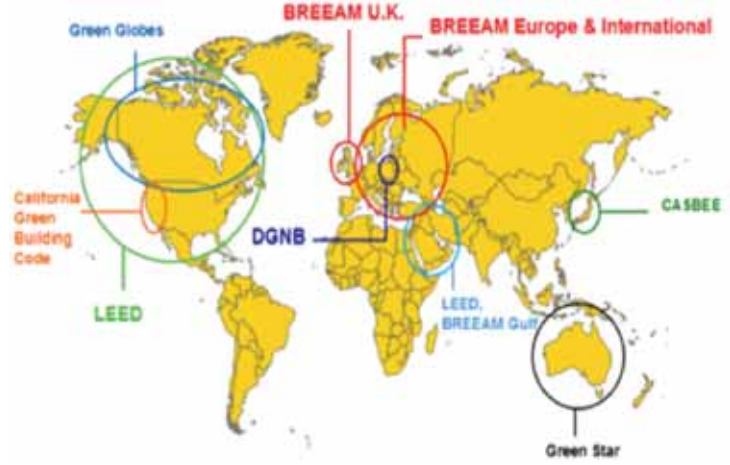 BREEAM U.K.
Green Globes
BREEAM Europe & International
California
Green
Building
Code
CASBEE
DGNB
LEED
LEED,
BREEAM Gulf
Green Star